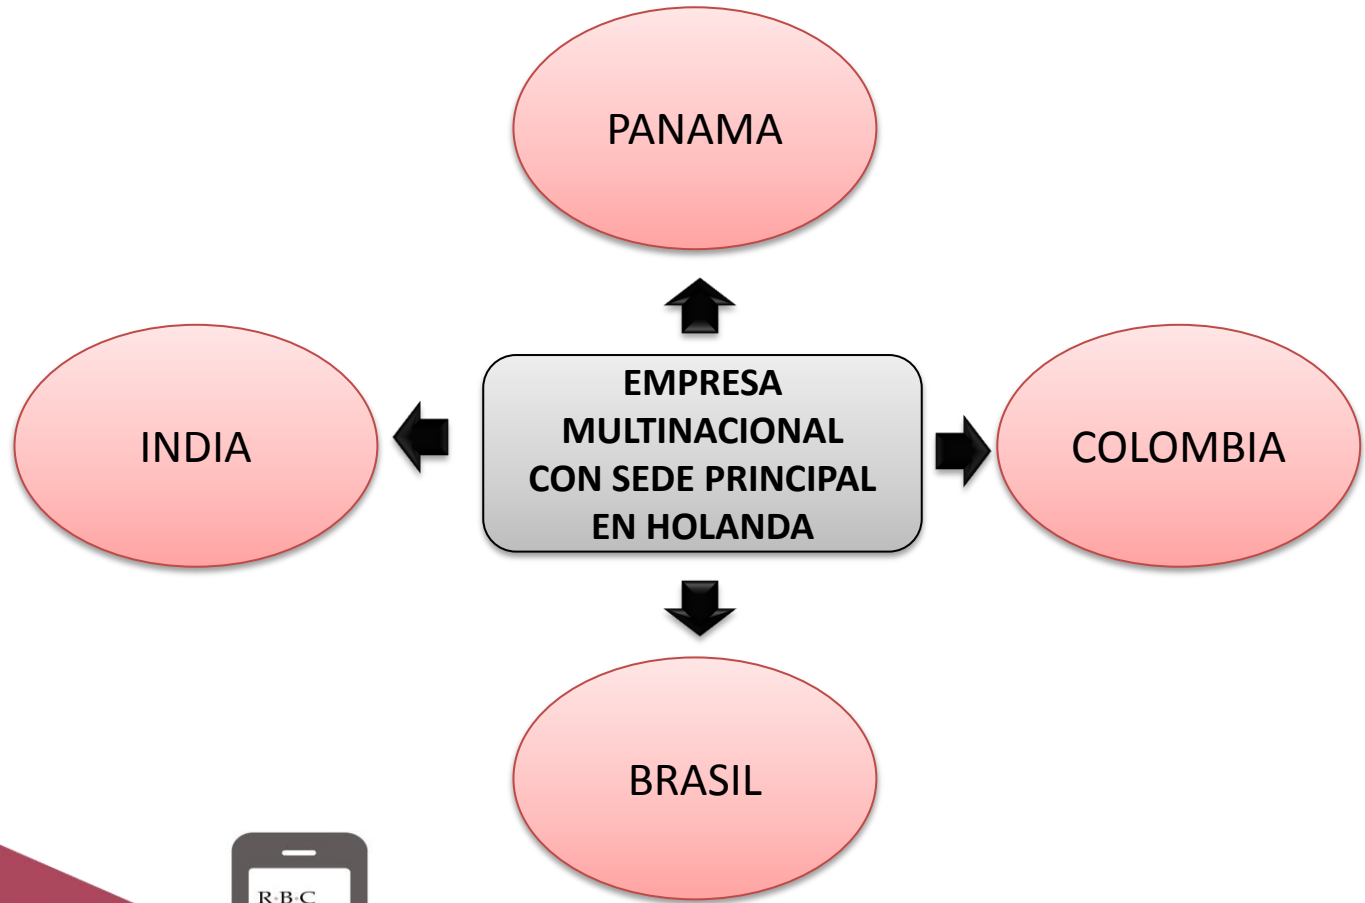 PANAMA
INDIA
EMPRESA
MULTINACIONAL
CON SEDE PRINCIPAL
EN HOLANDA
COLOMBIA
BRASIL
R·B·C